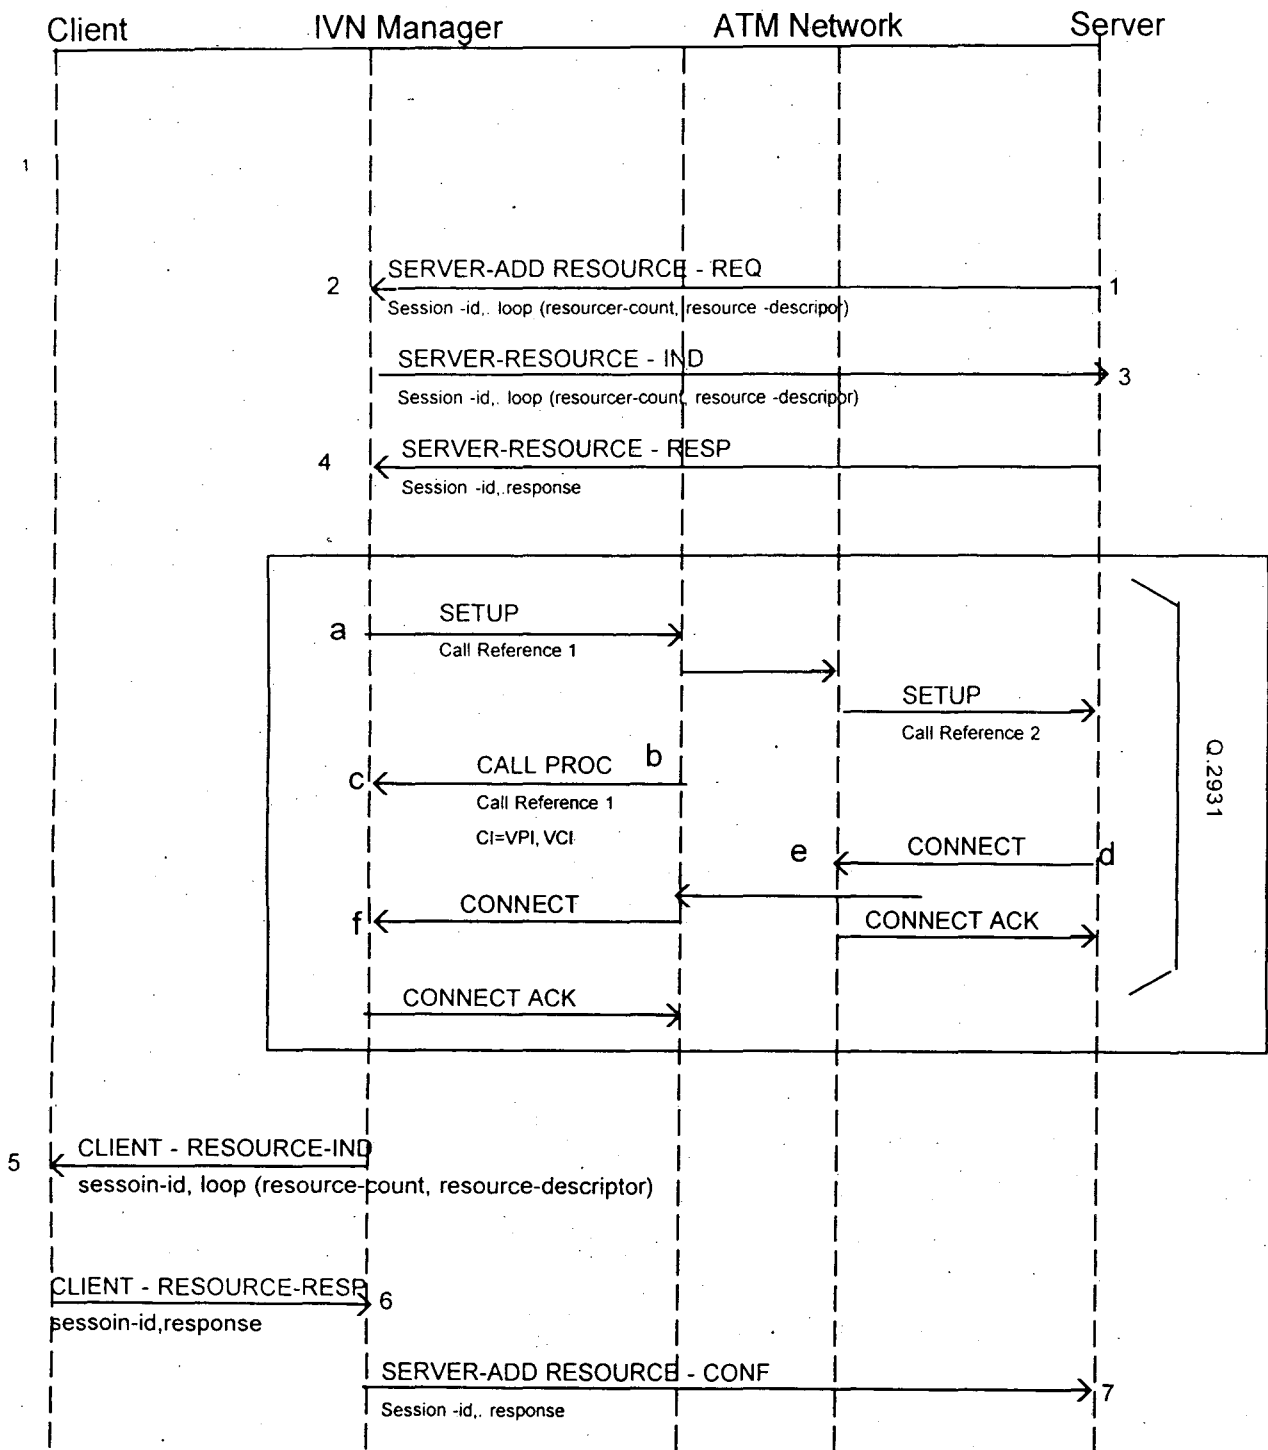 Client IVN Manager ATM Network Server
1
SERVER-ADD RESOURCE - REQ
2 1
Session -id,. loop (resourcer-count, resource -descripor)
SERVER-RESOURCE - IND
3
Session -id,. loop (resourcer-count, resource -descripor)
SERVER-RESOURCE - RESP
4
Session -id,.response
SETUP
a
Call Reference 1
SETUP
Call Reference 2
b
CALL PROC
c
Call Reference 1
CI=VPI, VCI
Q.2931
CONNECT
e d
CONNECT
f
CONNECT ACK
CONNECT ACK
CLIENT - RESOURCE-IND
5
sessoin-id, loop (resource-count, resource-descriptor)
CLIENT - RESOURCE-RESP
6
sessoin-id,response
SERVER-ADD RESOURCE - CONF
7
Session -id,. response